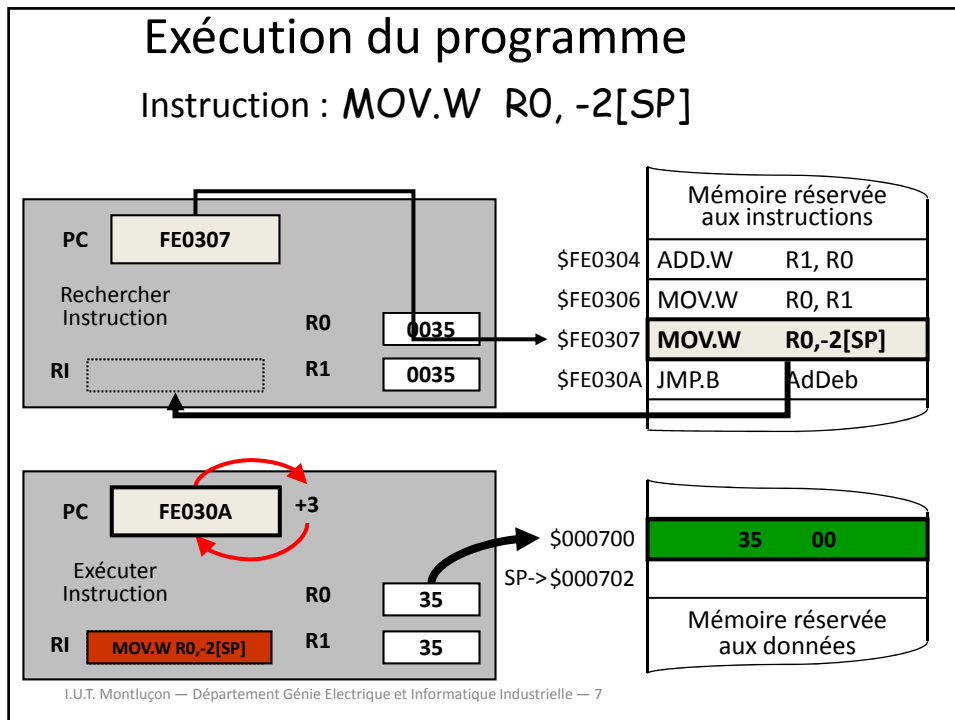 Exécution du programme
Instruction : MOV.W R0, -2[SP]
Mémoire réservée
aux instructions
PC FE0307
$FE0304 ADD.W R1, R0
Rechercher
Instruction
$FE0306 MOV.W R0, R1
R0 0035
$FE0307 MOV.W R0,-2[SP]
RI
R1 0035
$FE030A JMP.B AdDeb
PC FE030A +3
$000700 35 00
Exécuter
Instruction
SP->$000702
R0 35
Mémoire réservée
aux données
RI MOV.W R0,-2[SP]
R1 35
I.U.T. Montluçon — Département Génie Electrique et Informatique Industrielle — 7